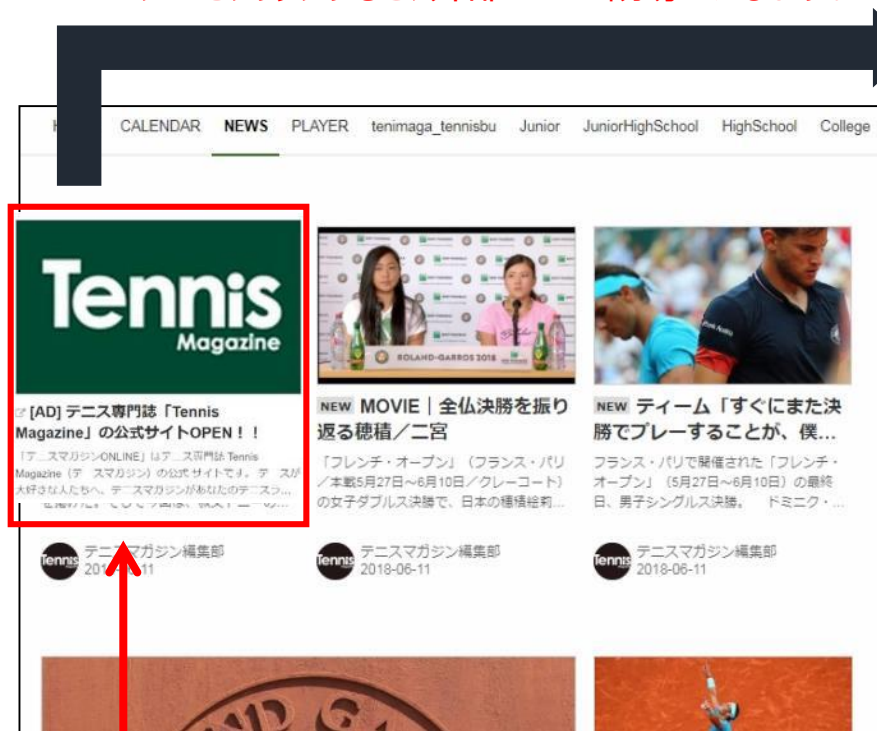 CALENDAR NEWS PLAYER tenimaga_tennisbu Junior JuniorHighSchool HighSchool College
Tennis
Magazine
[AD] テニス専門誌「Tennis
Magazine」の公式サイトOPEN！！
「テニスマガジンONLINE」はテニス専門誌 Tennis
Magazine（テニスマガジン）の公式サイトです。テニスが
大好きな人たちへ、テニスマガジンがあなたのテニスラ...
テニスマガジン編集部
Tennis
ROLAND-GARROS 2018
NEW MOVIE｜全仏決勝を振り
返る穂積／二宮
「フレンチ・オープン」（フランス・パリ
／本戦5月27日～6月10日／クレーコート）
の女子ダブルス決勝で、日本の穂積絵莉...
テニスマガジン編集部
Tennis
2018-06-11
NEW ティーム「すぐにまた決
勝でプレーすることが、僕...
フランス・パリで開催された「フレンチ・
オープン」（5月27日～6月10日）の最終
日、男子シングルス決勝。 ドミニク・...
テニスマガジン編集部
Tennis
2018-06-11